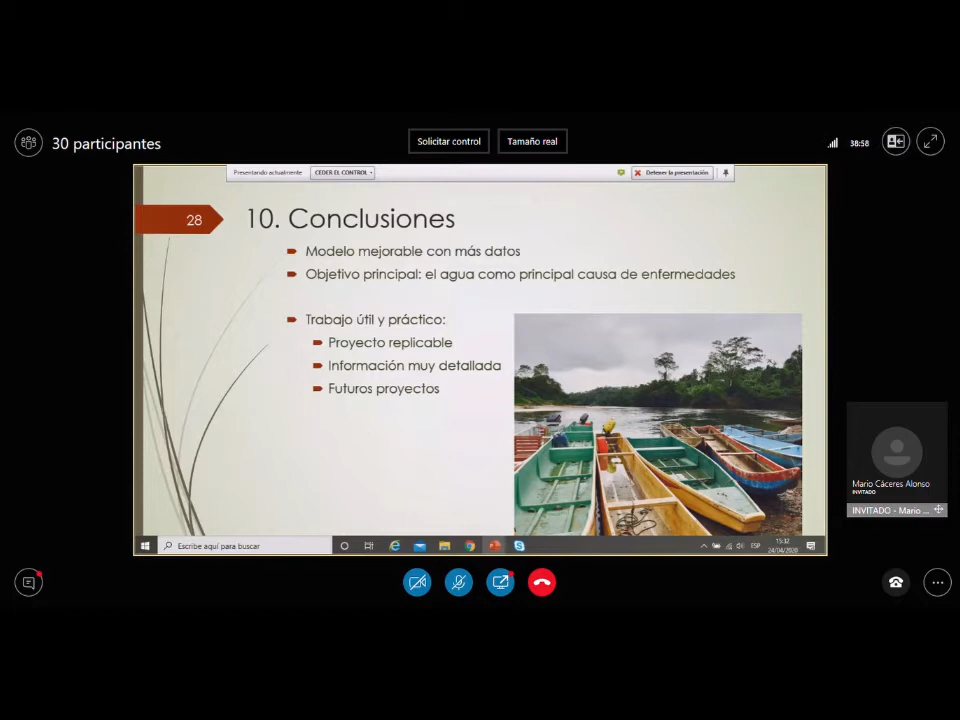 30 participantes
Solicitar control
Tamaño real
38:58
Presentando actualmente
CEDER EL CONTROL
Detener la presentación
28
10. Conclusiones
Modelo mejorable con más datos
Objetivo principal: el agua como principal causa de enfermedades
Trabajo útil y práctico:
Proyecto replicable
Información muy detallada
Futuros proyectos
Mario Cáceres Alonso
INVITADO
INVITADO - Mario ...
Escribe aquí para buscar
ESP
15:32
24/04/2020